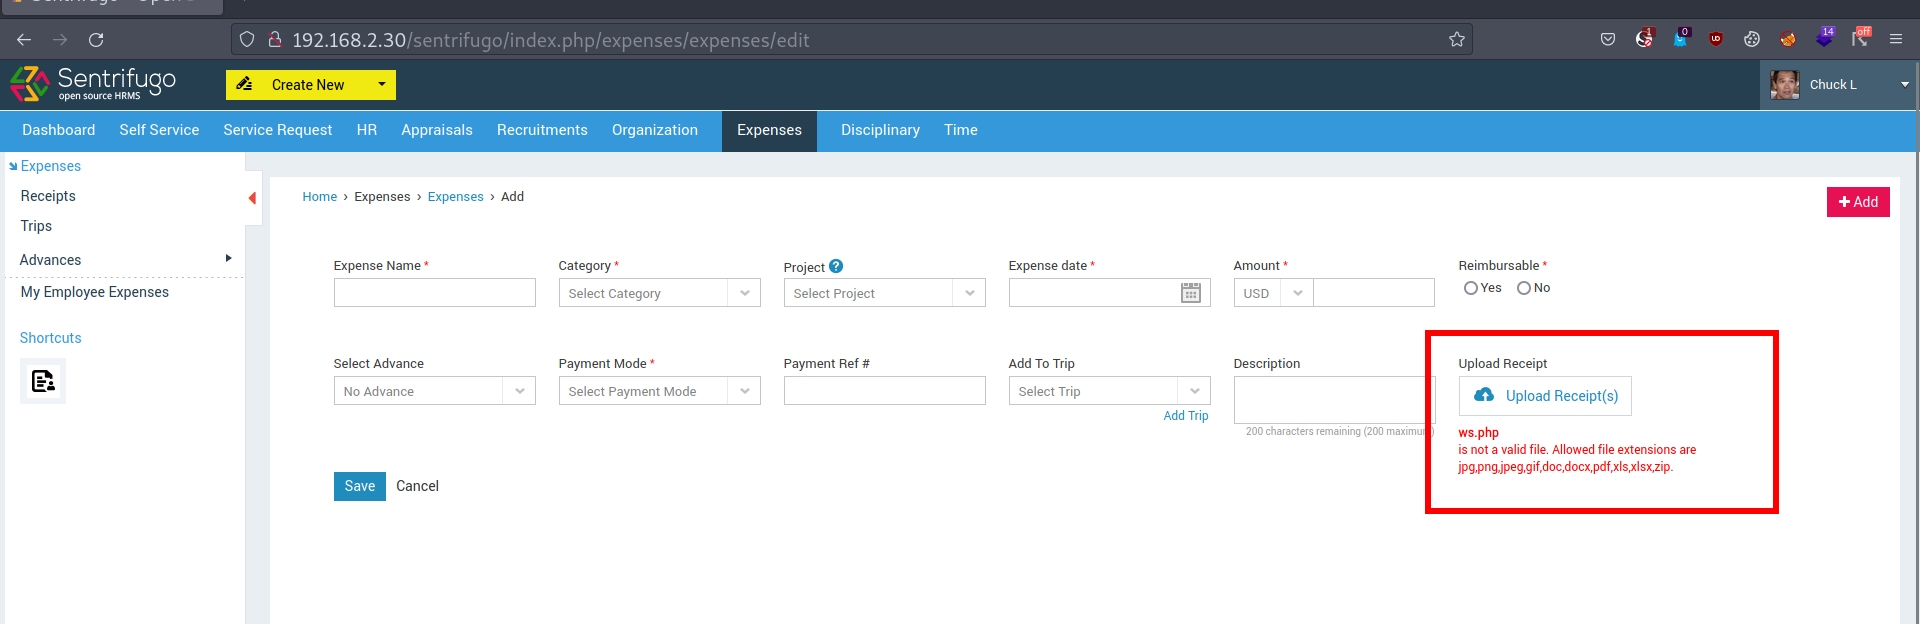 192.168.2.30/sentrifugo/index.php/expenses/expenses/edit
1
0
UD
14
off
Sentrifugo
open source HRMS
Create New
Chuck L
Dashboard Self Service Service Request HR Appraisals Recruitments Organization Expenses Disciplinary Time
Expenses
Receipts
Trips
Advances
My Employee Expenses
Shortcuts
Home › Expenses › Expenses › Add
+ Add
Expense Name * Category * Project ? Expense date * Amount * Reimbursable *
Select Category Select Project USD Yes No
Select Advance Payment Mode * Payment Ref # Add To Trip Description Upload Receipt
No Advance Select Payment Mode Select Trip Upload Receipt(s)
Add Trip
200 characters remaining (200 maximum)
ws.php
is not a valid file. Allowed file extensions are
jpg,png,jpeg,gif,doc,docx,pdf,xls,xlsx,zip.
Save Cancel